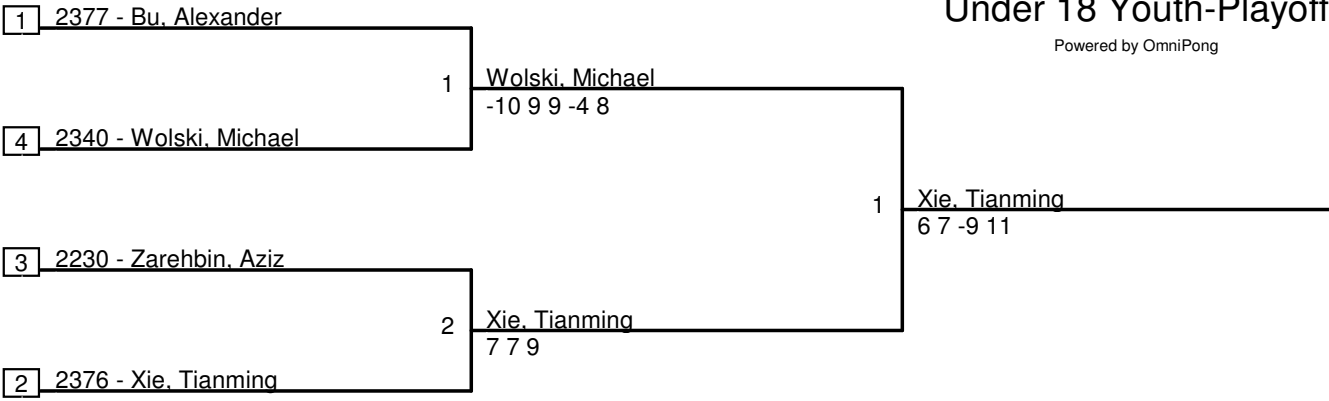 Under 18 Youth-Playoff
Powered by OmniPong
1 2377 - Bu, Alexander
1 Wolski, Michael
-10 9 9 -4 8
4 2340 - Wolski, Michael
1 Xie, Tianming
6 7 -9 11
3 2230 - Zarehbin, Aziz
2 Xie, Tianming
7 7 9
2 2376 - Xie, Tianming